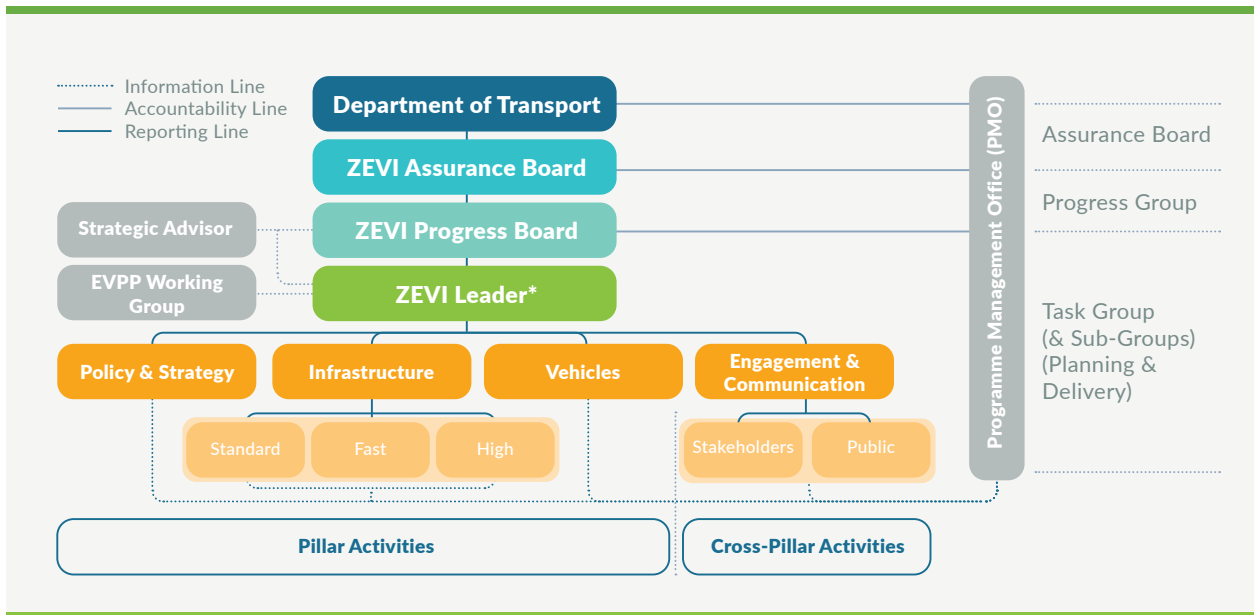 Information Line
Accountability Line
Reporting Line
Department of Transport
ZEVI Assurance Board
ZEVI Progress Board
ZEVI Leader*
Strategic Advisor
EVPP Working
Group
Policy & Strategy
Infrastructure
Vehicles
Engagement &
Communication
Standard
Fast
High
Stakeholders
Public
Pillar Activities
Cross-Pillar Activities
Programme Management Office (PMO)
Assurance Board
Progress Group
Task Group
(& Sub-Groups)
(Planning &
Delivery)